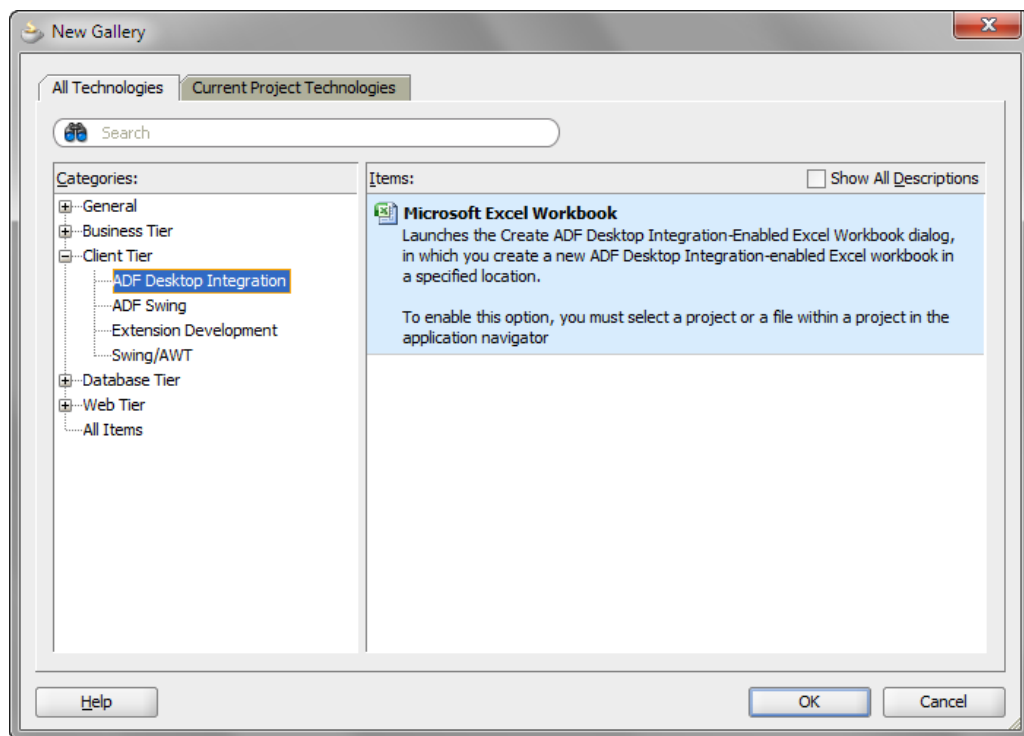 New Gallery
All Technologies
Current Project Technologies
Search
Categories:
General
Business Tier
Client Tier
ADF Desktop Integration
ADF Swing
Extension Development
Swing/AWT
Database Tier
Web Tier
All Items
Items:
Show All Descriptions
Microsoft Excel Workbook
Launches the Create ADF Desktop Integration-Enabled Excel Workbook dialog,
in which you create a new ADF Desktop Integration-enabled Excel workbook in
a specified location.
To enable this option, you must select a project or a file within a project in the
application navigator
Help
OK
Cancel